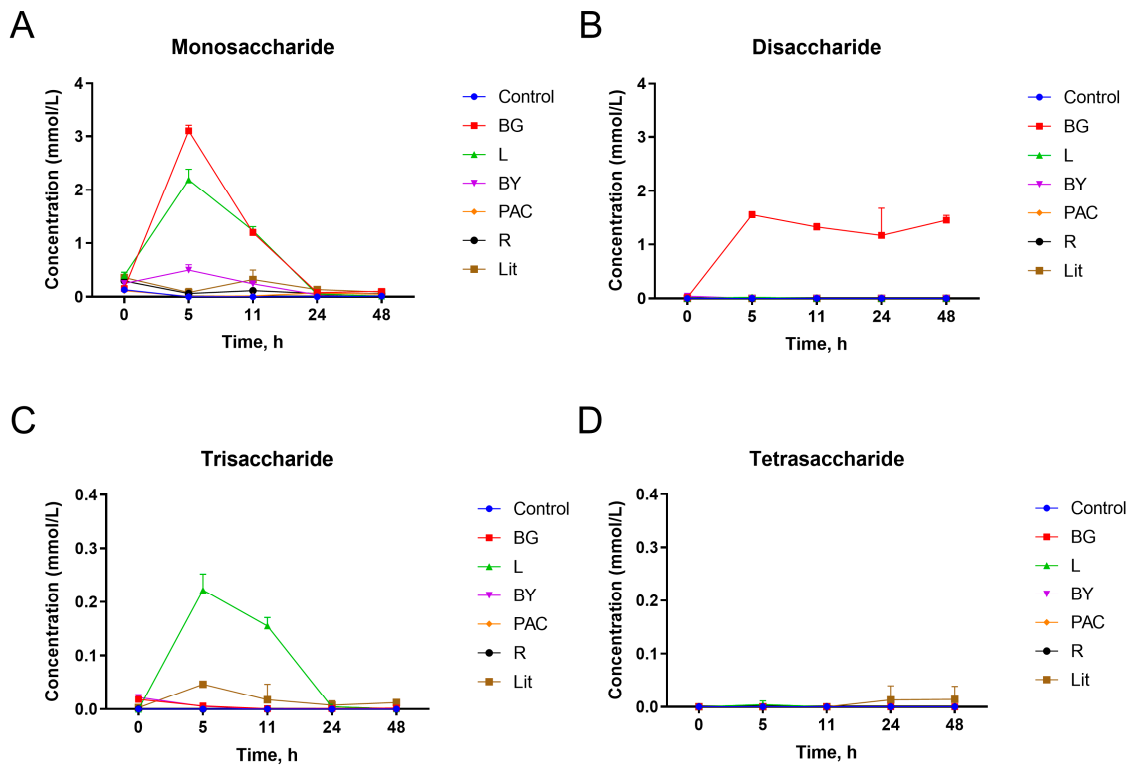 A
Monosaccharide
Concentration (mmol/L)
4
3
2
1
0
0 5 11 24 48
Time, h
Control
BG
L
BY
PAC
R
Lit
B
Disaccharide
Concentration (mmol/L)
4
3
2
1
0
0 5 11 24 48
Time, h
Control
BG
L
BY
PAC
R
Lit
C
Trisaccharide
Concentration (mmol/L)
0.4
0.3
0.2
0.1
0.0
0 5 11 24 48
Time, h
Control
BG
L
BY
PAC
R
Lit
D
Tetrasaccharide
Concentration (mmol/L)
0.4
0.3
0.2
0.1
0.0
0 5 11 24 48
Time, h
Control
BG
L
BY
PAC
R
Lit